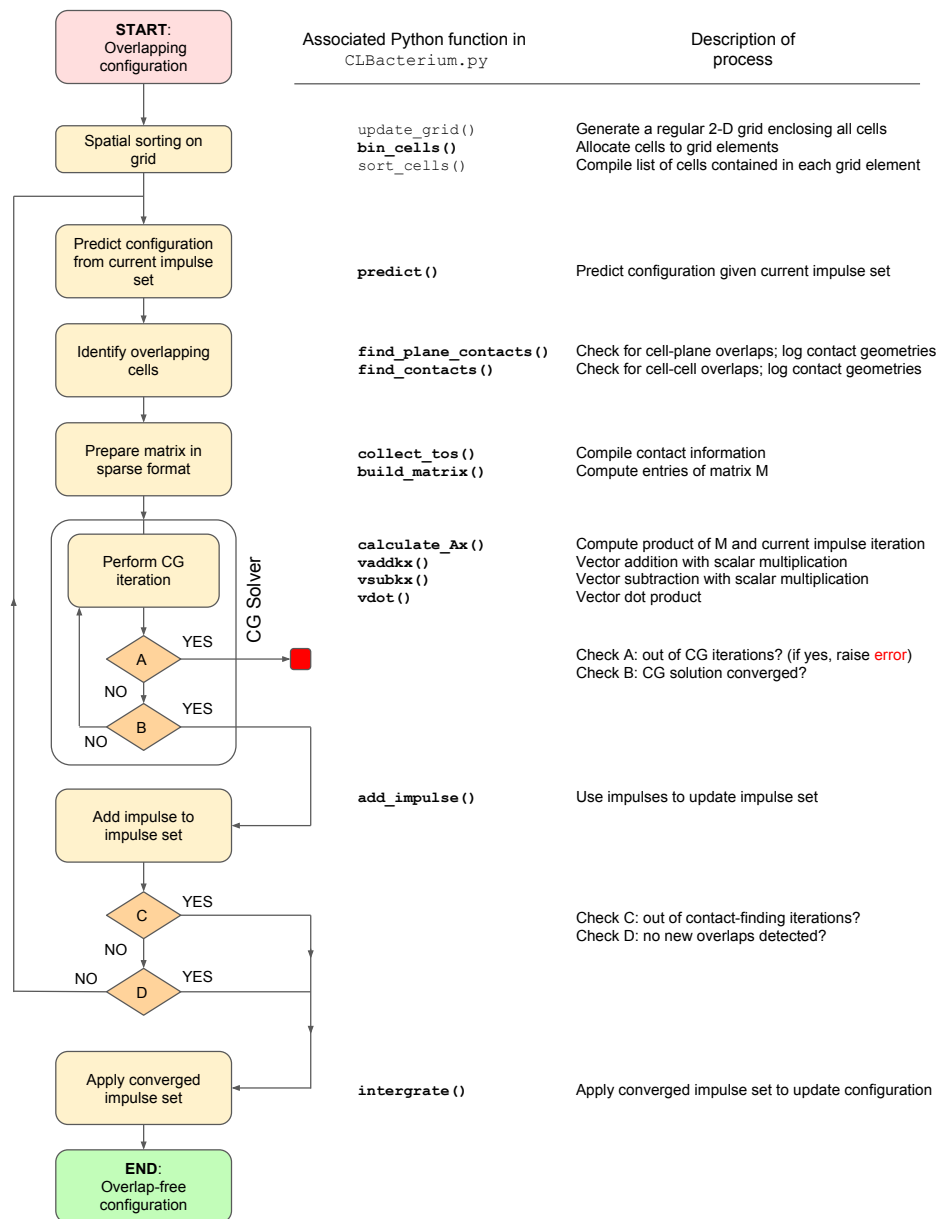 START:
Overlapping
configuration
Associated Python function in
CLBacterium.py
Description of
process
Spatial sorting on
grid
update_grid()
Generate a regular 2-D grid enclosing all cells
bin_cells()
Allocate cells to grid elements
sort_cells()
Compile list of cells contained in each grid element
Predict configuration
from current impulse
set
predict()
Predict configuration given current impulse set
Identify overlapping
cells
find_plane_contacts()
Check for cell-plane overlaps; log contact geometries
find_contacts()
Check for cell-cell overlaps; log contact geometries
Prepare matrix in
sparse format
collect_tos()
Compile contact information
build_matrix()
Compute entries of matrix M
Perform CG
iteration
CG Solver
calculate_Ax()
Compute product of M and current impulse iteration
vaddkx()
Vector addition with scalar multiplication
vsubkx()
Vector subtraction with scalar multiplication
vdot()
Vector dot product
A
YES
NO
Check A: out of CG iterations? (if yes, raise error)
Check B: CG solution converged?
B
YES
NO
Add impulse to
impulse set
add_impulse()
Use impulses to update impulse set
C
YES
NO
Check C: out of contact-finding iterations?
Check D: no new overlaps detected?
NO
D
YES
Apply converged
impulse set
intergrate()
Apply converged impulse set to update configuration
END:
Overlap-free
configuration